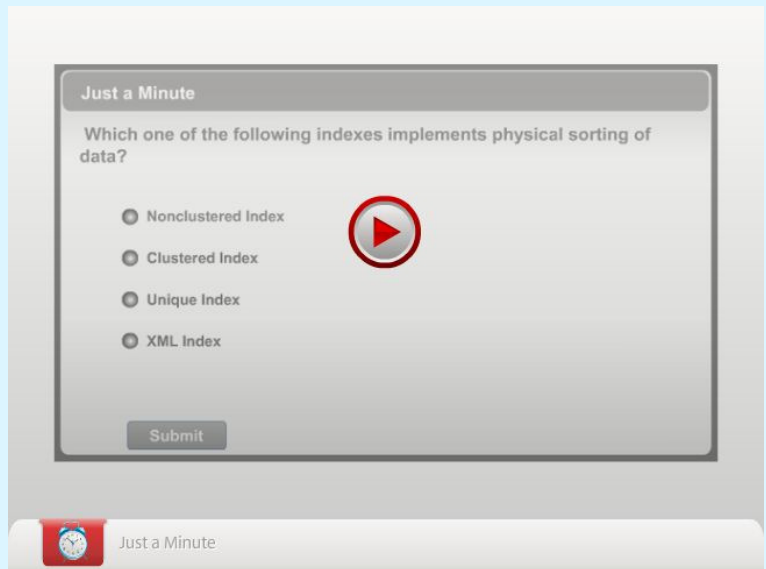 Just a Minute
Which one of the following indexes implements physical sorting of
data?
Nonclustered Index
Clustered Index
Unique Index
XML Index
Submit
Just a Minute